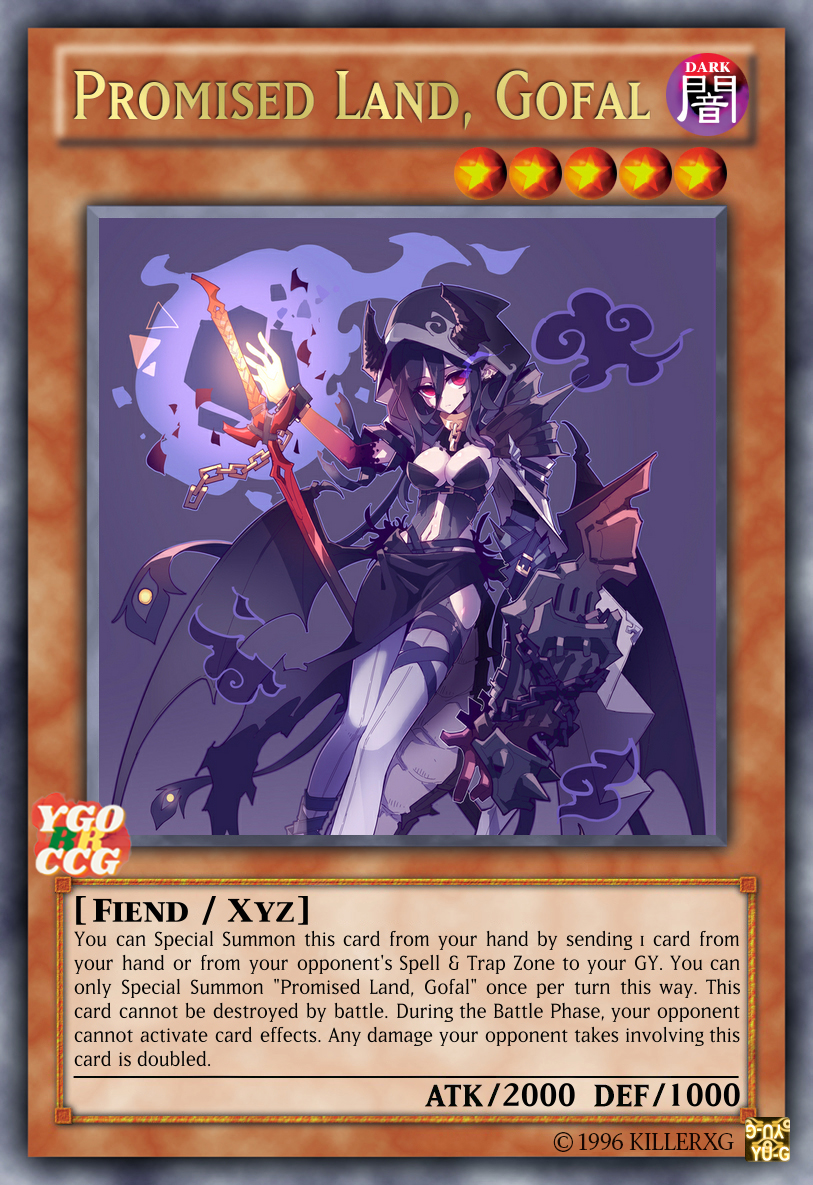 Promised Land, Gofal
DARK
闇
YGO
BR
CCG
[ Fiend / Xyz ]
You can Special Summon this card from your hand by sending 1 card from
your hand or from your opponent's Spell & Trap Zone to your GY. You can
only Special Summon "Promised Land, Gofal" once per turn this way. This
card cannot be destroyed by battle. During the Battle Phase, your opponent
cannot activate card effects. Any damage your opponent takes involving this
card is doubled.
ATK/2000 DEF/1000
© 1996 KILLERXG